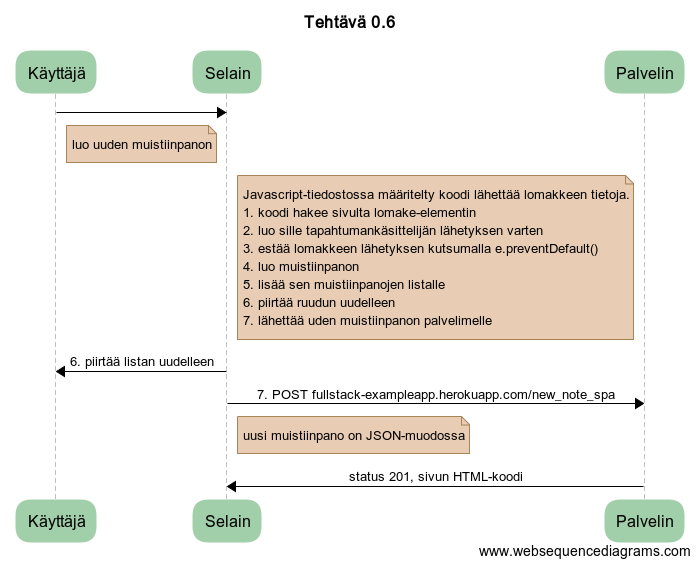 Tehtävä 0.6
Käyttäjä
Selain
Palvelin
luo uuden muistiinpanon
Javascript-tiedostossa määritelty koodi lähettää lomakkeen tietoja.
1. koodi hakee sivulta lomake-elementin
2. luo sille tapahtumankäsittelijän lähetyksen varten
3. estää lomakkeen lähetyksen kutsumalla e.preventDefault()
4. luo muistiinpanon
5. lisää sen muistiinpanojen listalle
6. piirtää ruudun uudelleen
7. lähettää uden muistiinpanon palvelimelle
6. piirtää listan uudelleen
7. POST fullstack-exampleapp.herokuapp.com/new_note_spa
uusi muistiinpano on JSON-muodossa
status 201, sivun HTML-koodi
Käyttäjä
Selain
Palvelin
www.websequencediagrams.com